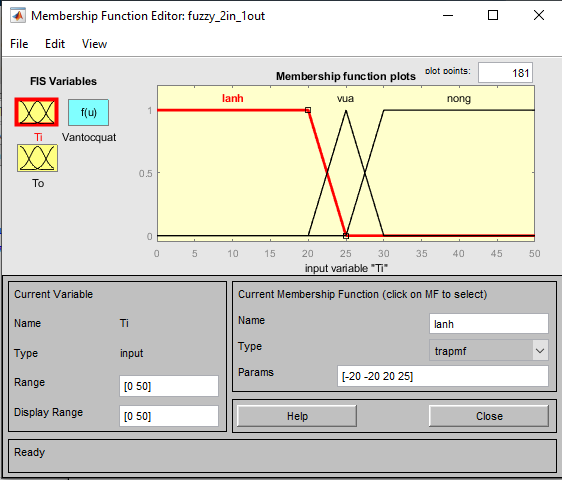 Membership Function Editor: fuzzy_2in_1out
File Edit View
FIS Variables
f(u)
Ti Vantocquat
To
Membership function plots plot points: 181
lanh vua nong
1
0.5
0
0 5 10 15 20 25 30 35 40 45 50
input variable "Ti"
Current Variable
Name Ti
Type input
Range [0 50]
Display Range [0 50]
Current Membership Function (click on MF to select)
Name lanh
Type trapmf
Params [-20 -20 20 25]
Help Close
Ready